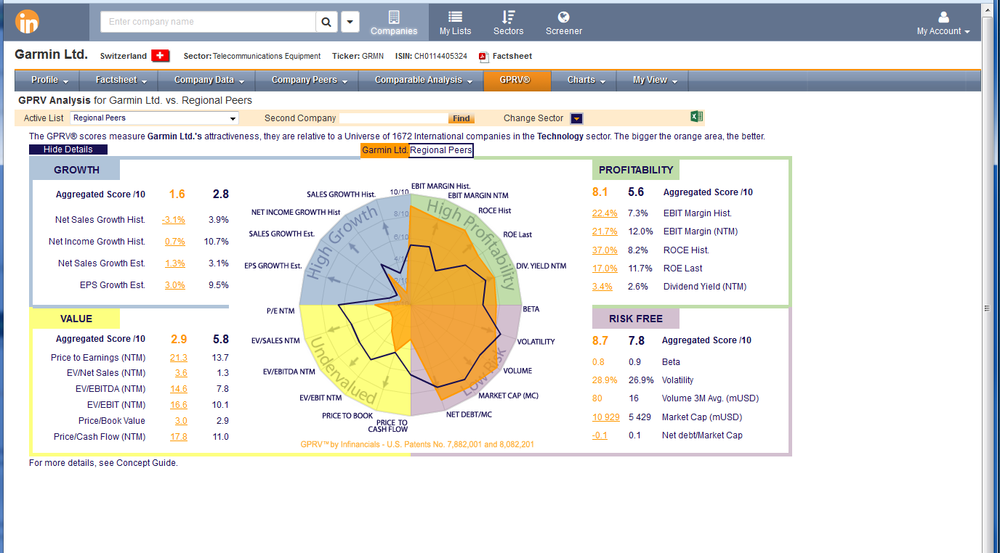 in
Enter company name
Companies
My Lists
Sectors
Screener
My Account
Garmin Ltd. Switzerland Sector: Telecommunications Equipment Ticker: GRMN ISIN: CH0114405324 Factsheet
Profile Factsheet Company Data Company Peers Comparable Analysis GPRV® Charts My View
GPRV Analysis for Garmin Ltd. vs. Regional Peers
Active List Regional Peers Second Company Find Change Sector
The GPRV® scores measure Garmin Ltd.'s attractiveness, they are relative to a Universe of 1672 International companies in the Technology sector. The bigger the orange area, the better.
Hide Details
Garmin Ltd. Regional Peers
GROWTH
Aggregated Score /10 1.6 2.8
Net Sales Growth Hist. -3.1% 3.9%
Net Income Growth Hist. 0.7% 10.7%
Net Sales Growth Est. 1.3% 3.1%
EPS Growth Est. 3.0% 9.5%
VALUE
Aggregated Score /10 2.9 5.8
Price to Earnings (NTM) 21.3 13.7
EV/Net Sales (NTM) 3.6 1.3
EV/EBITDA (NTM) 14.6 7.8
EV/EBIT (NTM) 16.6 10.1
Price/Book Value 3.0 2.9
Price/Cash Flow (NTM) 17.8 11.0
EBIT MARGIN Hist.
EBIT MARGIN NTM
ROCE Hist
ROE Last
DIV. YIELD NTM
BETA
VOLATILITY
VOLUME
MARKET CAP (MC)
NET DEBT/MC
PRICE TO
CASH FLOW
PRICE TO BOOK
EV/EBIT NTM
EV/EBITDA NTM
EV/SALES NTM
P/E NTM
EPS GROWTH Est.
SALES GROWTH Est.
NET INCOME GROWTH Hist
SALES GROWTH Hist.
10/10
8/10
6/10
4/10
2/10
High Growth
High Profitability
Undervalued
Low Risk
GPRV™ by Infinancials - U.S. Patents No. 7,882,001 and 8,082,201
PROFITABILITY
8.1 5.6 Aggregated Score /10
22.4% 7.3% EBIT Margin Hist.
21.7% 12.0% EBIT Margin (NTM)
37.0% 8.2% ROCE Hist.
17.0% 11.7% ROE Last
3.4% 2.6% Dividend Yield (NTM)
RISK FREE
8.7 7.8 Aggregated Score /10
0.8 0.9 Beta
28.9% 26.9% Volatility
80 16 Volume 3M Avg. (mUSD)
10 929 5 429 Market Cap (mUSD)
-0.1 0.1 Net debt/Market Cap
For more details, see Concept Guide.